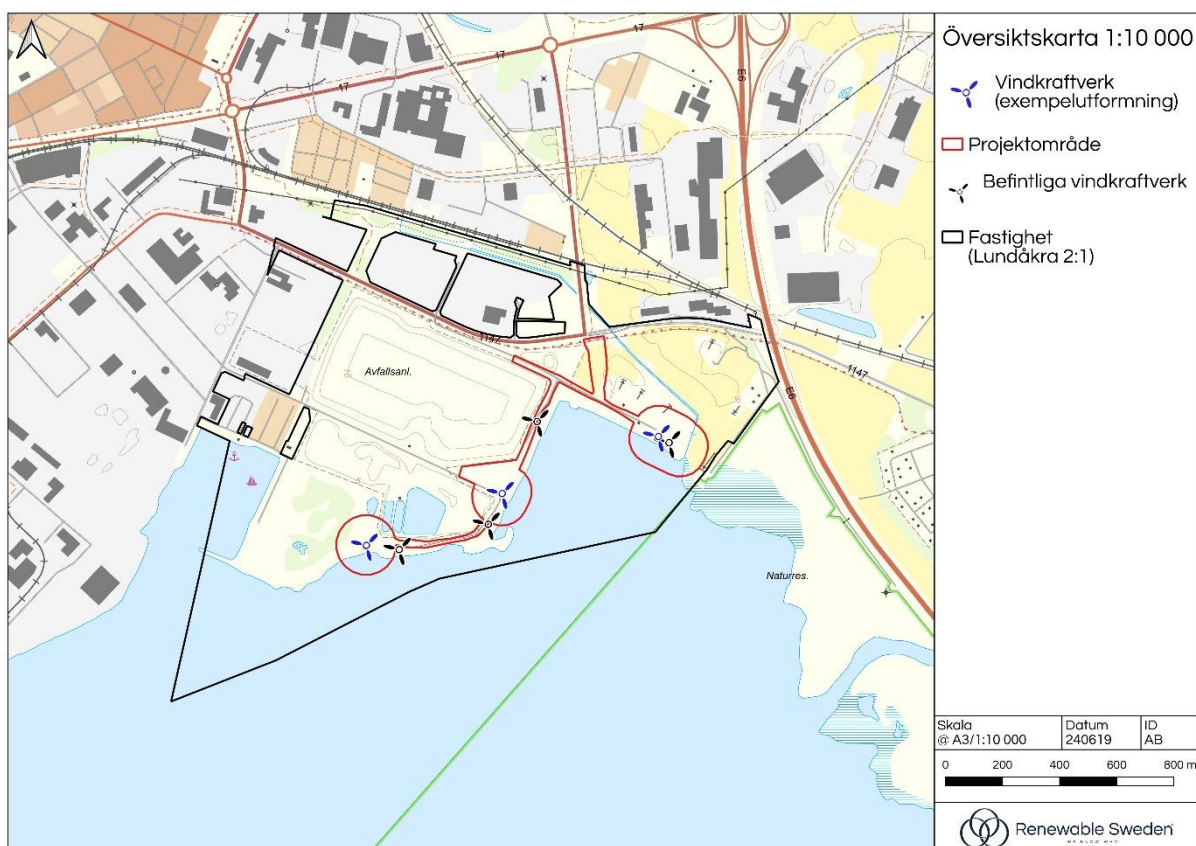 Översiktskarta 1:10 000
Vindkraftverk
(exempelutformning)
Projektområde
Befintliga vindkraftverk
Fastighet
(Lundåkra 2:1)
17
17
E6
1147
1147
E6
Avfallsanl.
Naturres.
Skala
@ A3/1:10 000
Datum
240619
ID
AB
0 200 400 600 800 m
Renewable Sweden